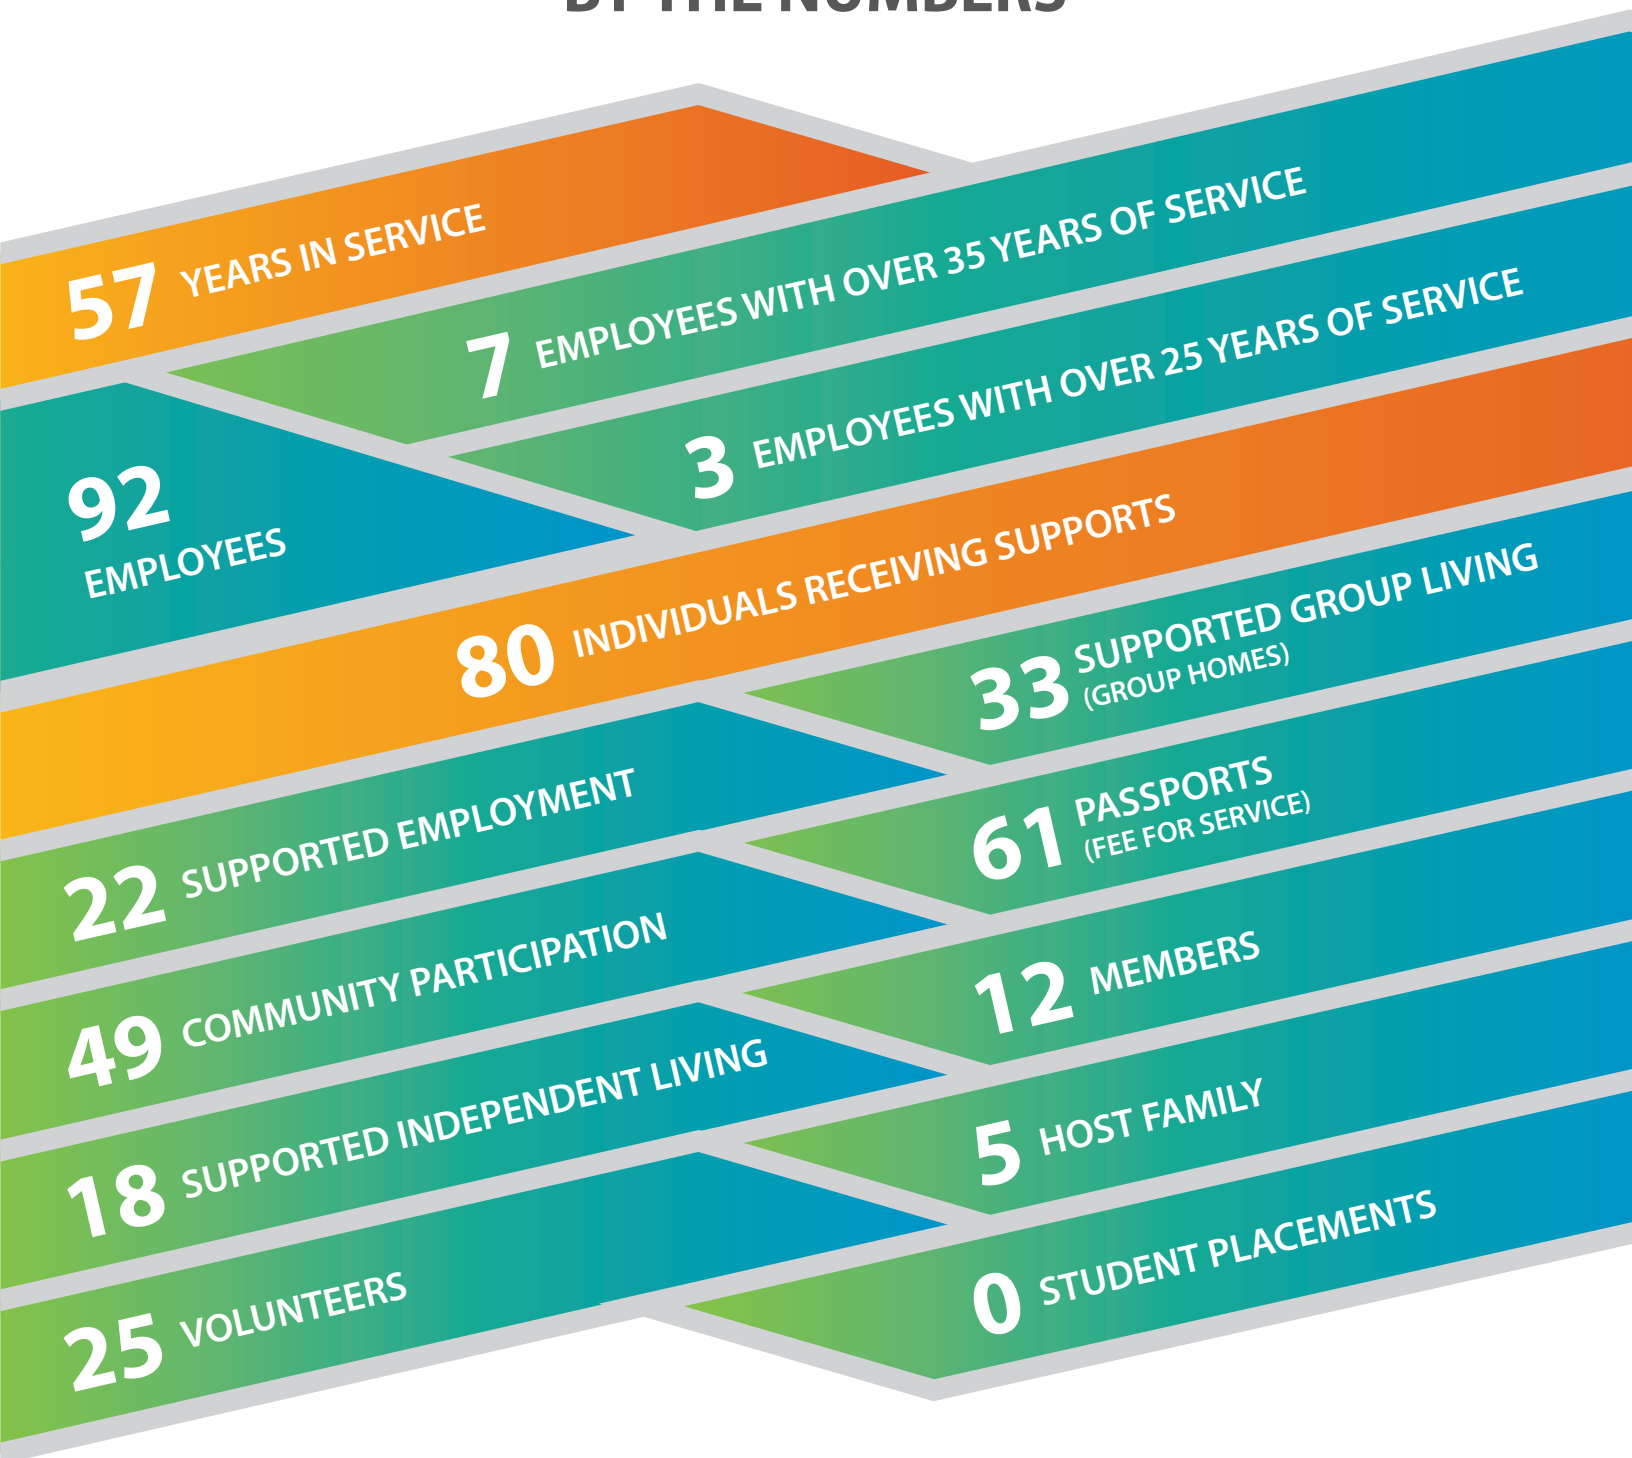 BY THE NUMBERS
57 YEARS IN SERVICE
7 EMPLOYEES WITH OVER 35 YEARS OF SERVICE
3 EMPLOYEES WITH OVER 25 YEARS OF SERVICE
92
EMPLOYEES
80 INDIVIDUALS RECEIVING SUPPORTS
33 SUPPORTED GROUP LIVING
(GROUP HOMES)
22 SUPPORTED EMPLOYMENT
61 PASSPORTS
(FEE FOR SERVICE)
49 COMMUNITY PARTICIPATION
12 MEMBERS
18 SUPPORTED INDEPENDENT LIVING
5 HOST FAMILY
25 VOLUNTEERS
0 STUDENT PLACEMENTS